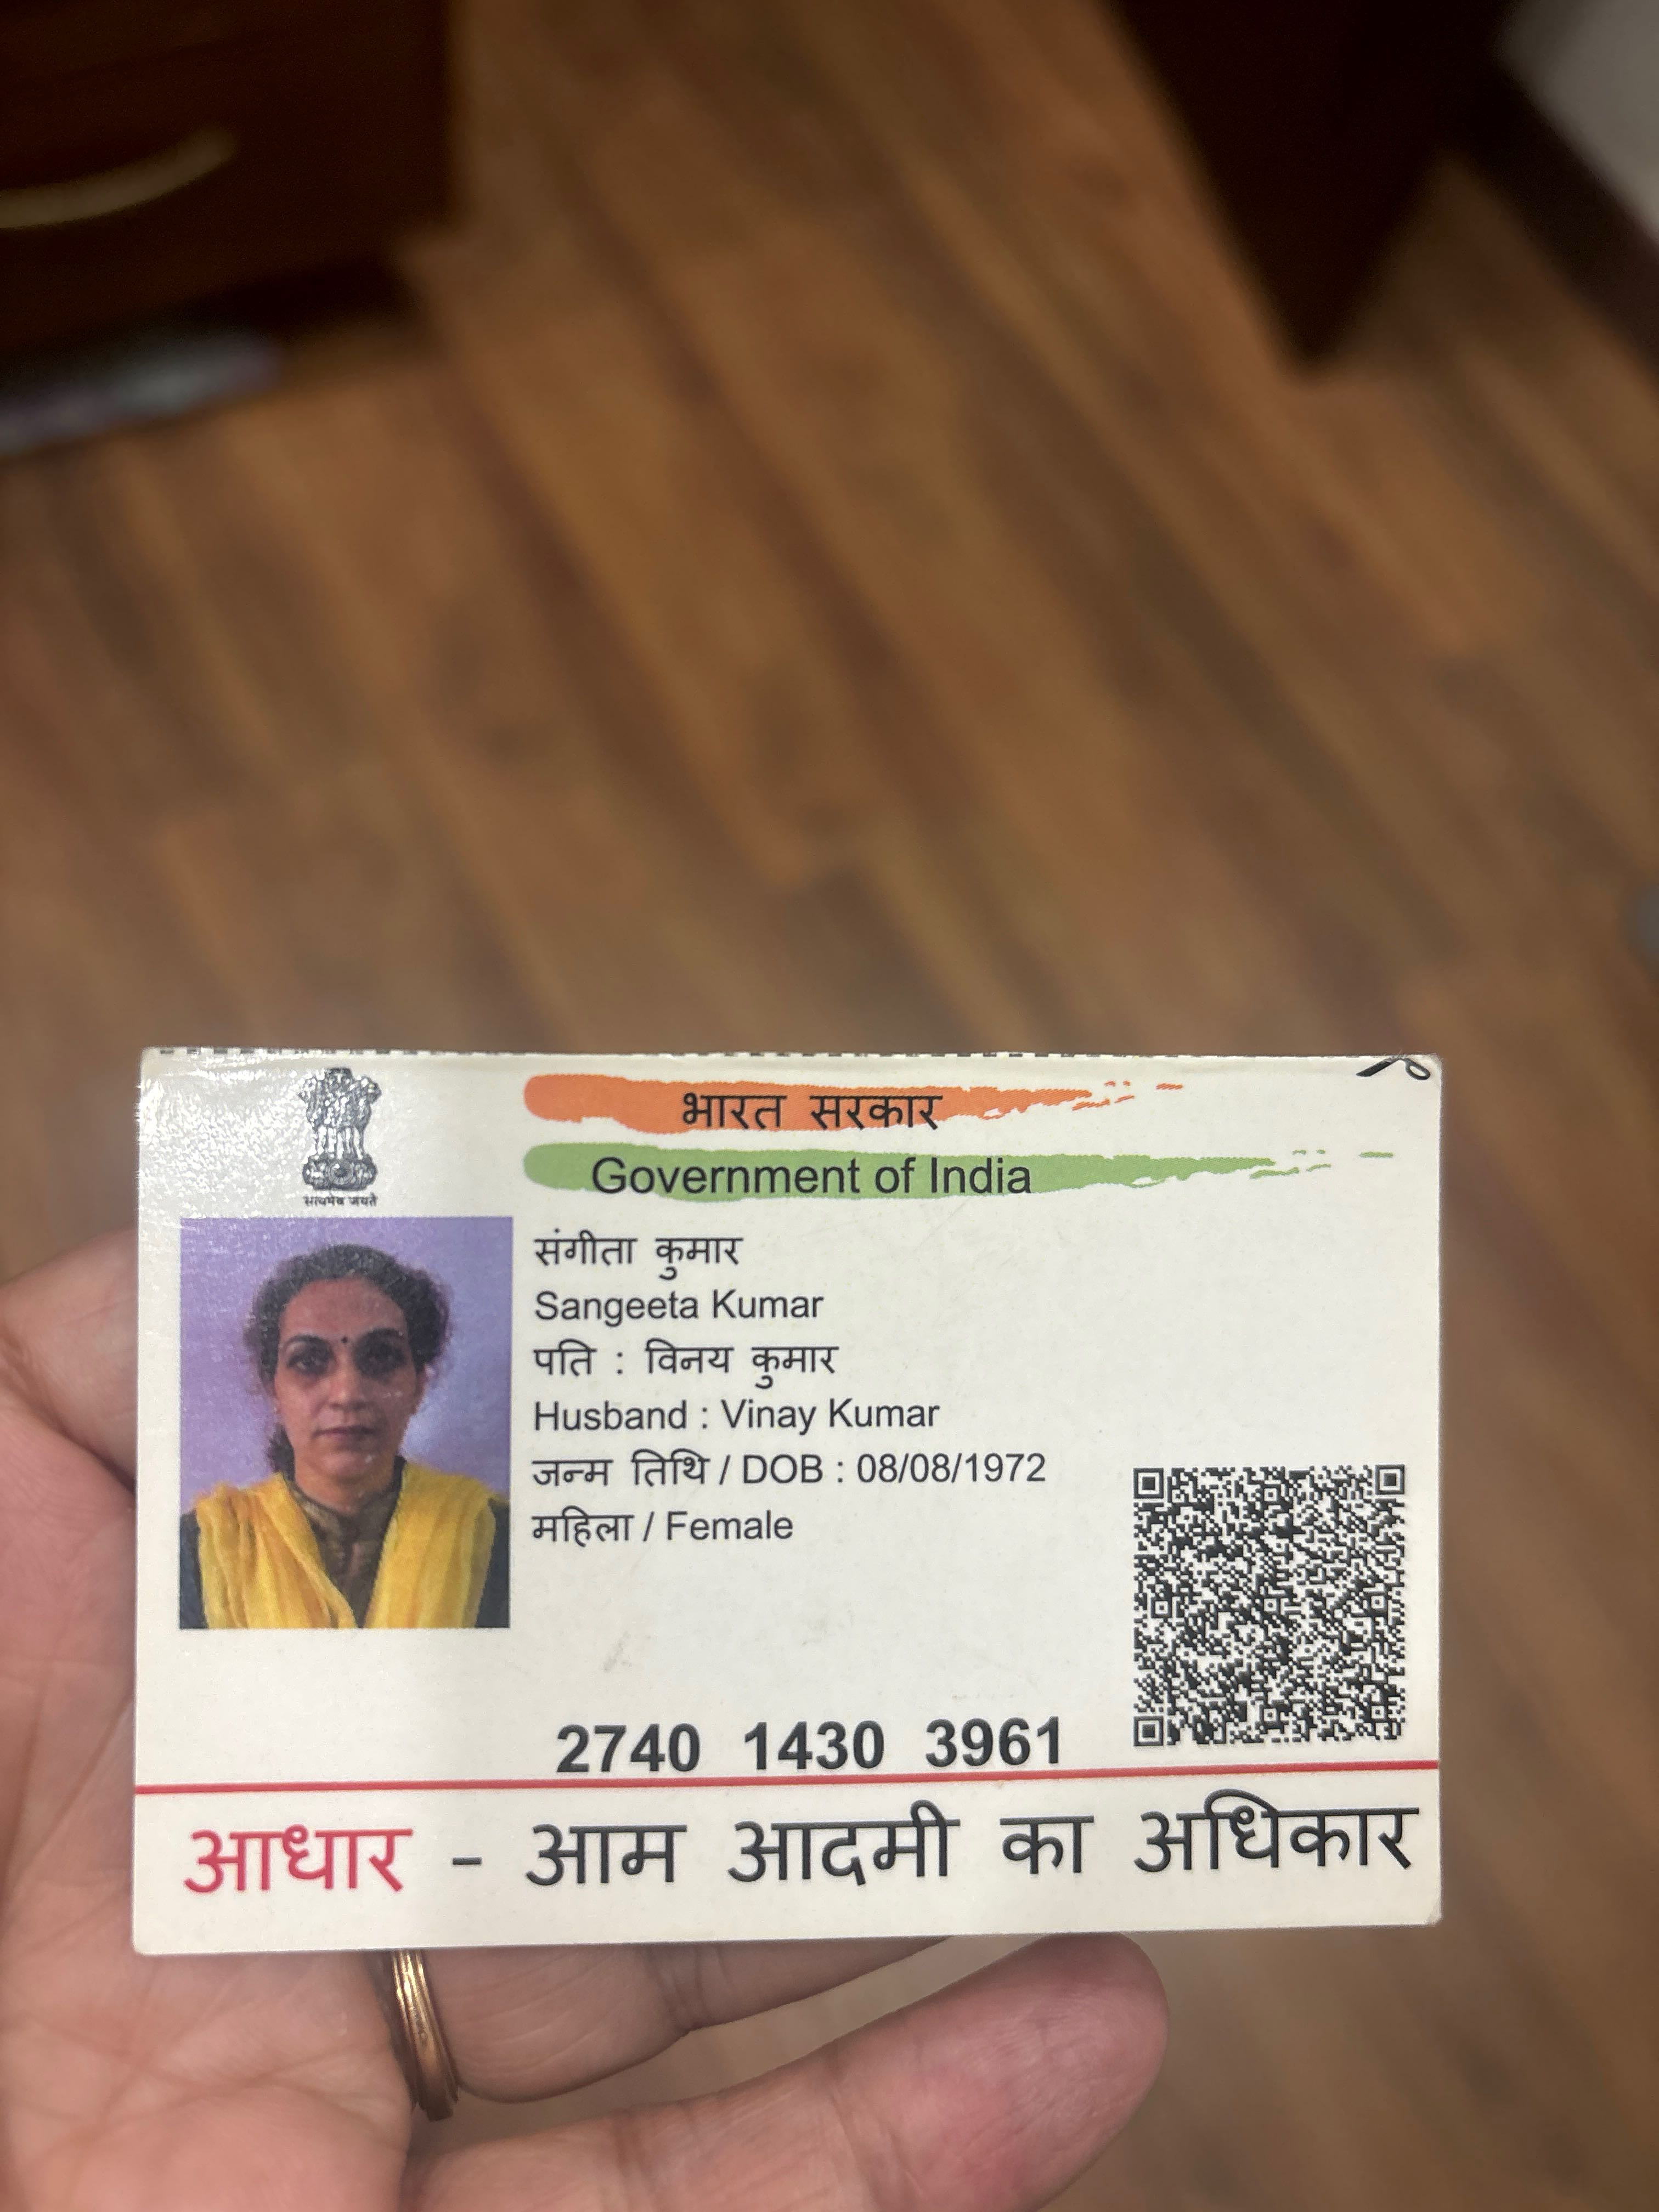 भारत सरकार
Government of India
सत्यमेव जयते
संगीता कुमार
Sangeeta Kumar
पति : विनय कुमार
Husband : Vinay Kumar
जन्म तिथि / DOB : 08/08/1972
महिला / Female
2740 1430 3961
आधार - आम आदमी का अधिकार